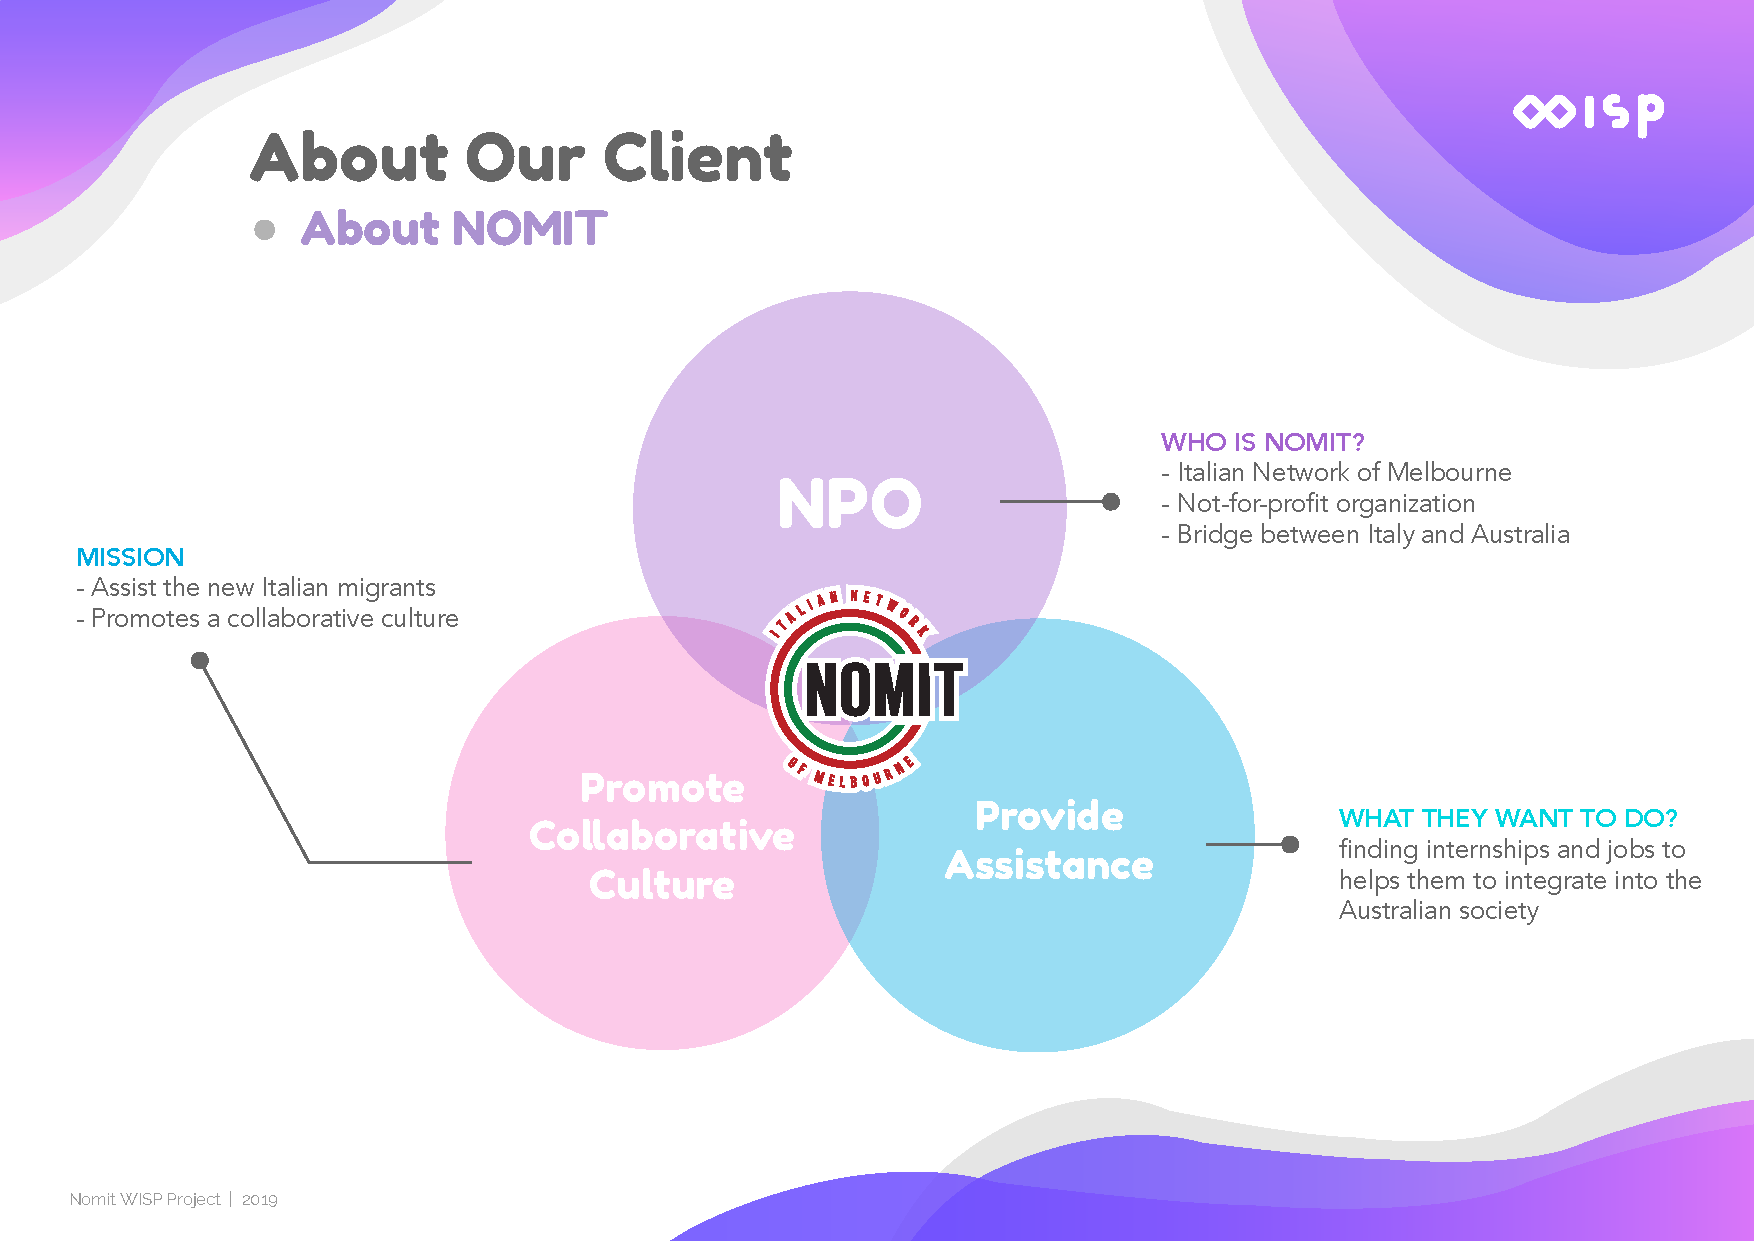 wisp
About Our Client
About NOMIT
NPO
WHO IS NOMIT?
- Italian Network of Melbourne
- Not-for-profit organization
- Bridge between Italy and Australia
MISSION
- Assist the new Italian migrants
- Promotes a collaborative culture
ITALIAN NETWORK
NOMIT
OF MELBOURNE
Promote
Collaborative
Culture
Provide
Assistance
WHAT THEY WANT TO DO?
finding internships and jobs to
helps them to integrate into the
Australian society
Nomit WISP Project | 2019